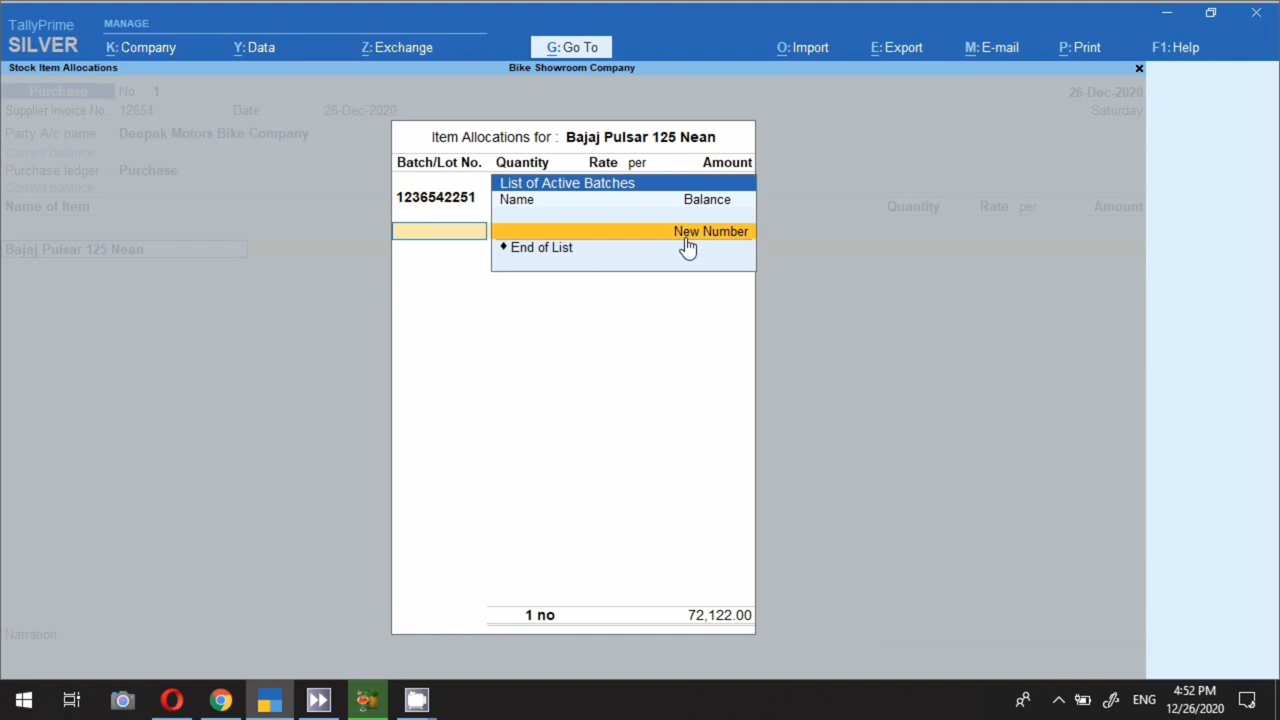 TallyPrime
MANAGE
SILVER
K: Company
Y: Data
Z: Exchange
G: Go To
O: Import
E: Export
M: E-mail
P: Print
F1: Help
Stock Item Allocations
Bike Showroom Company
Purchase No. 1
26-Dec-2020
Supplier Invoice No. 12654 Date 26-Dec-2020
Saturday
Party A/c name Deepak Motors Bike Company
Current balance
Purchase ledger Purchase
Current balance
Name of Item
Quantity Rate per Amount
Bajaj Pulsar 125 Nean
Item Allocations for : Bajaj Pulsar 125 Nean
Batch/Lot No. Quantity Rate per Amount
1236542251
List of Active Batches
Name Balance
New Number
♦ End of List
1 no 72,122.00
Narration
ENG
4:52 PM
12/26/2020